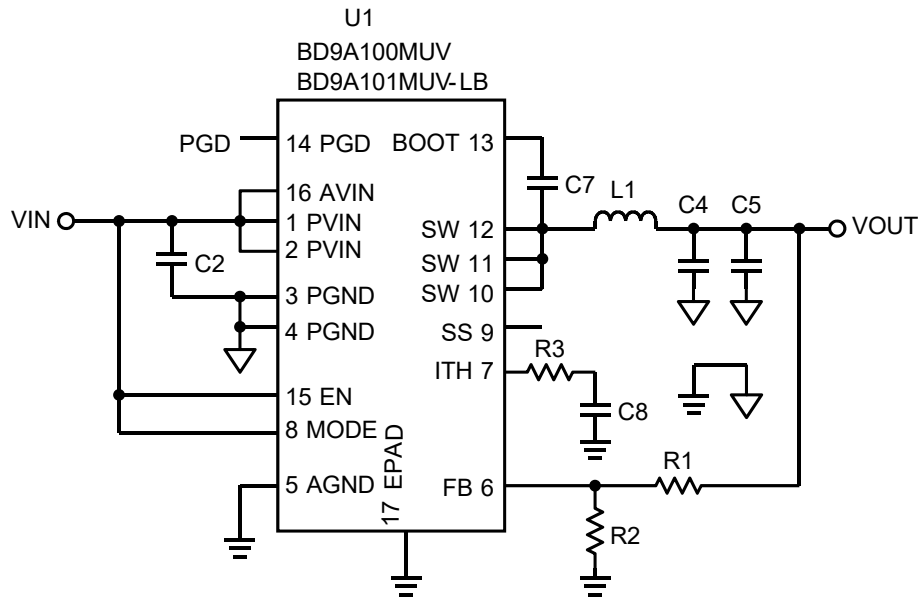 U1
BD9A100MUV
BD9A101MUV-LB
PGD
14 PGD
BOOT 13
16 AVIN
C7
L1
C4
C5
VIN
1 PVIN
SW 12
VOUT
2 PVIN
C2
SW 11
3 PGND
SW 10
4 PGND
SS 9
R3
ITH 7
15 EN
C8
8 MODE
17 EPAD
5 AGND
FB 6
R1
R2